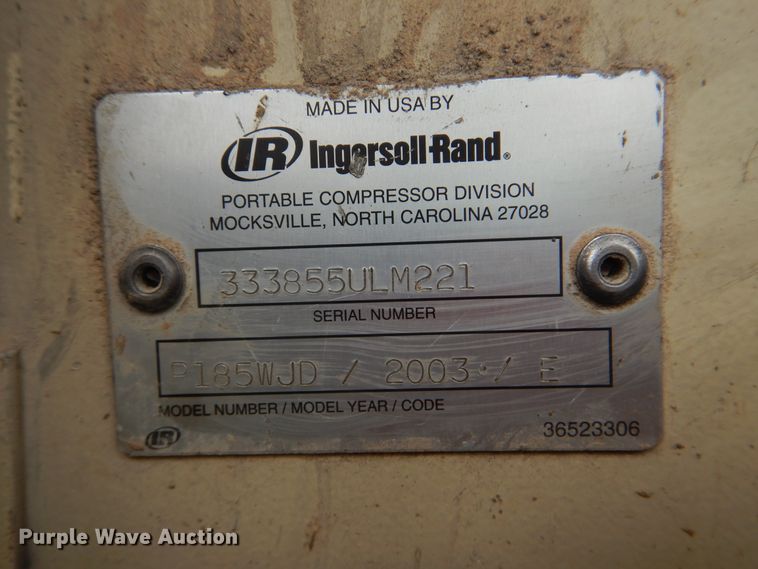 MADE IN USA BY
IR Ingersoll-Rand®
PORTABLE COMPRESSOR DIVISION
MOCKSVILLE, NORTH CAROLINA 27028
333855ULM221
SERIAL NUMBER
P185WJD / 2003 / E
MODEL NUMBER / MODEL YEAR / CODE
IR 36523306
Purple Wave Auction